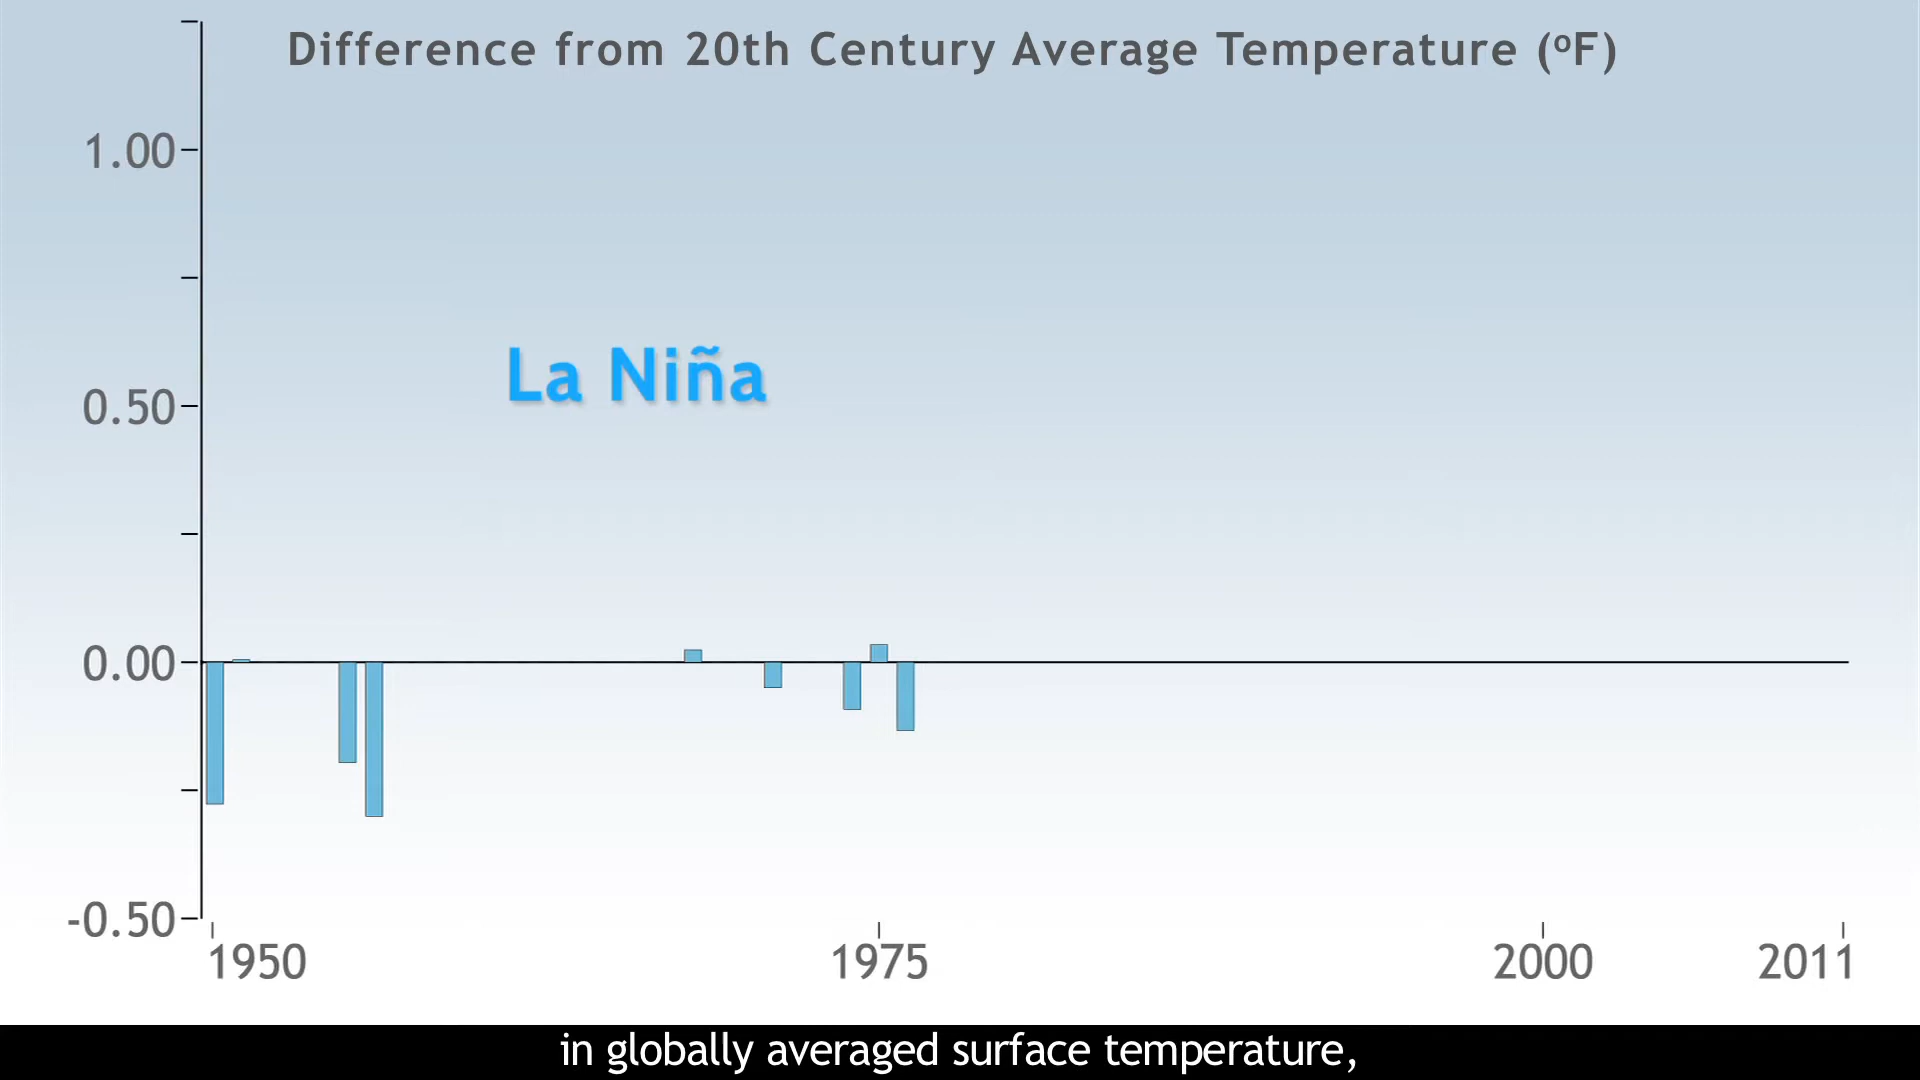 Difference from 20th Century Average Temperature (ºF)
1.00
La Niña
0.50
0.00
-0.50
1950 1975 2000 2011
in globally averaged surface temperature,